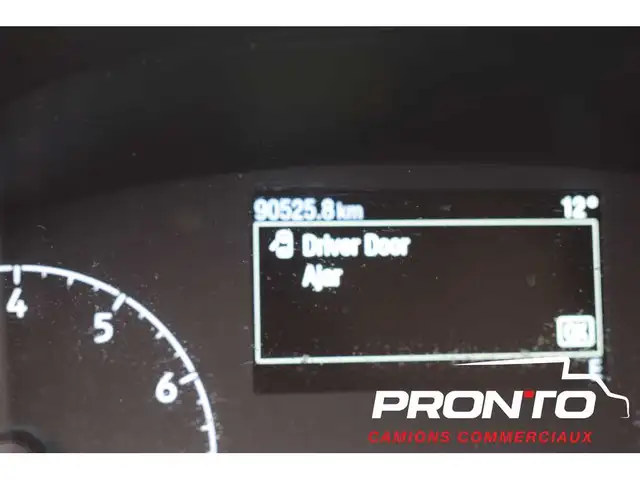 90525.8 km 12°
Driver Door
Ajar
OK
E
4
5
6
PRONTO
CAMIONS COMMERCIAUX